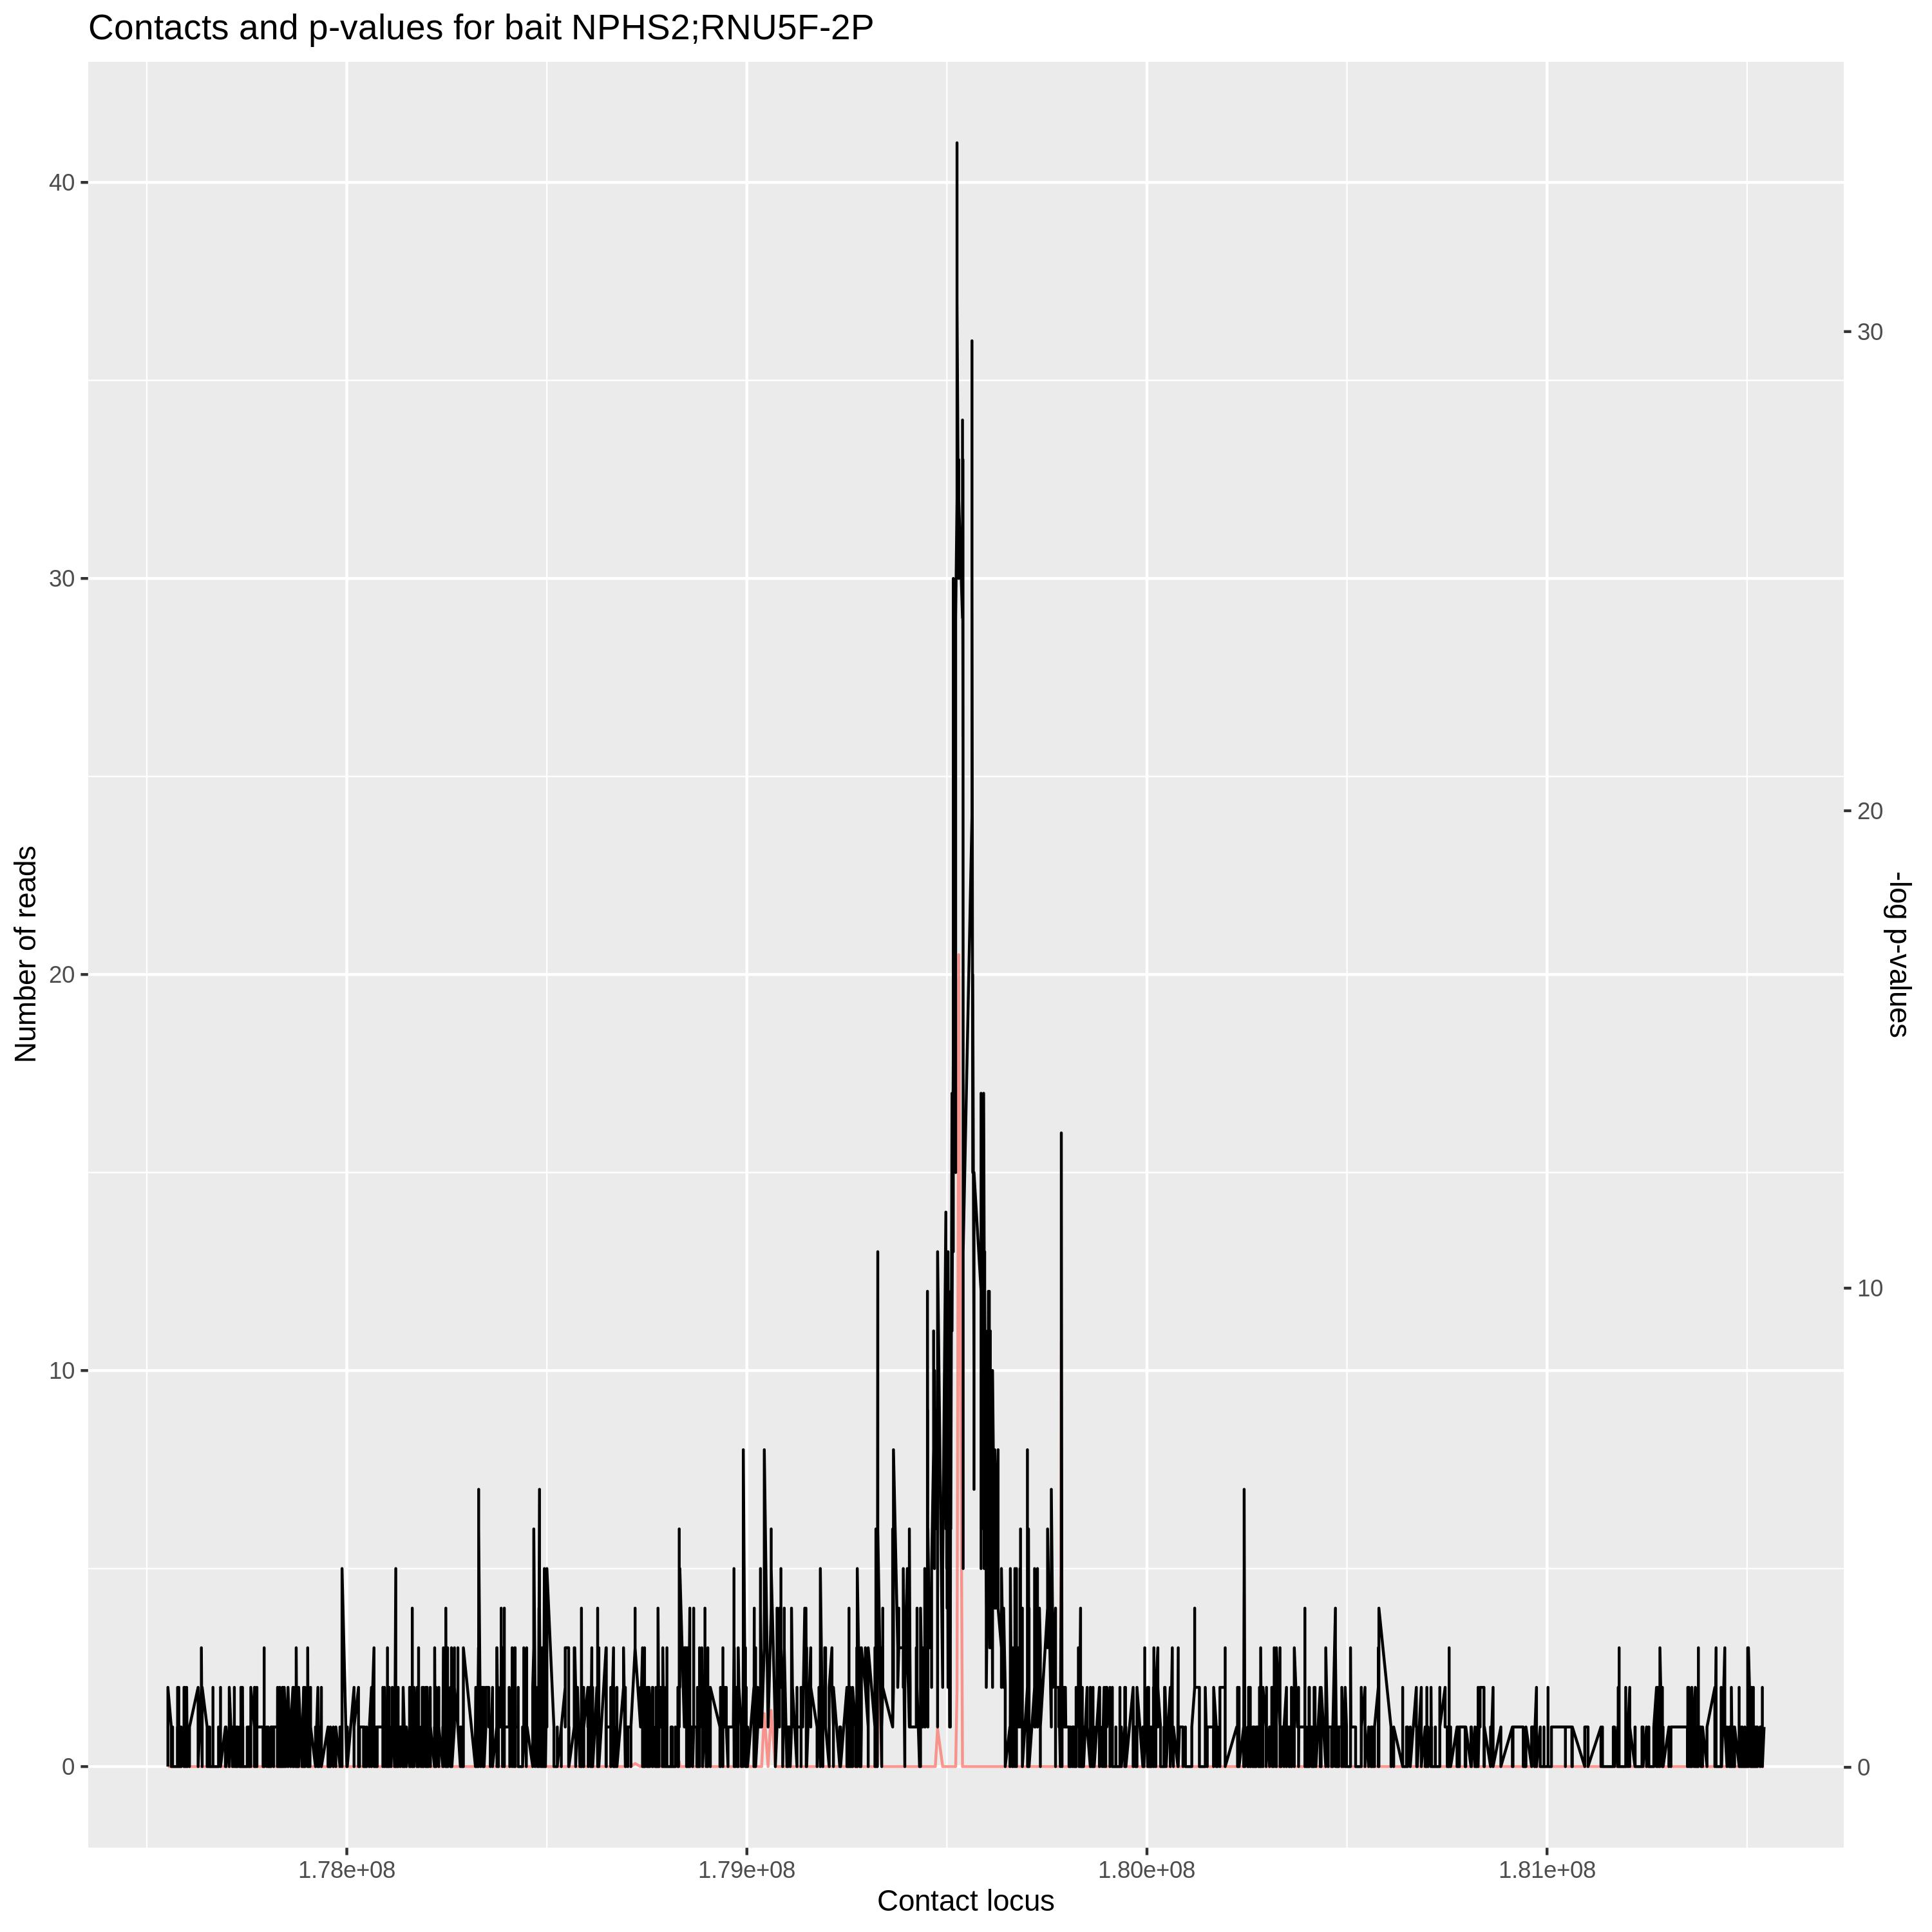 Contacts and p-values for bait NPHS2;RNU5F-2P
40
30
20
10
0
Number of reads
30
20
10
0
-log p-values
1.78e+08 1.79e+08 1.80e+08 1.81e+08
Contact locus